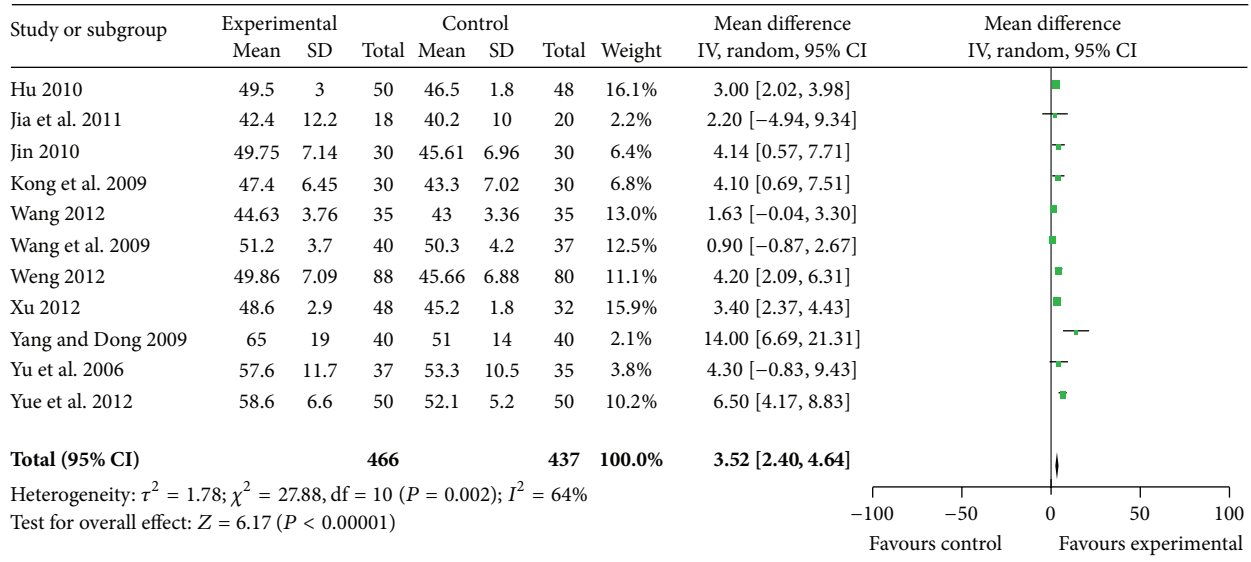 Study or subgroup Experimental Control Mean difference Mean difference
Mean SD Total Mean SD Total Weight IV, random, 95% CI IV, random, 95% CI
Hu 2010 49.5 3 50 46.5 1.8 48 16.1% 3.00 [2.02, 3.98]
Jia et al. 2011 42.4 12.2 18 40.2 10 20 2.2% 2.20 [−4.94, 9.34]
Jin 2010 49.75 7.14 30 45.61 6.96 30 6.4% 4.14 [0.57, 7.71]
Kong et al. 2009 47.4 6.45 30 43.3 7.02 30 6.8% 4.10 [0.69, 7.51]
Wang 2012 44.63 3.76 35 43 3.36 35 13.0% 1.63 [−0.04, 3.30]
Wang et al. 2009 51.2 3.7 40 50.3 4.2 37 12.5% 0.90 [−0.87, 2.67]
Weng 2012 49.86 7.09 88 45.66 6.88 80 11.1% 4.20 [2.09, 6.31]
Xu 2012 48.6 2.9 48 45.2 1.8 32 15.9% 3.40 [2.37, 4.43]
Yang and Dong 2009 65 19 40 51 14 40 2.1% 14.00 [6.69, 21.31]
Yu et al. 2006 57.6 11.7 37 53.3 10.5 35 3.8% 4.30 [−0.83, 9.43]
Yue et al. 2012 58.6 6.6 50 52.1 5.2 50 10.2% 6.50 [4.17, 8.83]
Total (95% CI) 466 437 100.0% 3.52 [2.40, 4.64]
Heterogeneity: τ² = 1.78; χ² = 27.88, df = 10 (P = 0.002); I² = 64%
Test for overall effect: Z = 6.17 (P < 0.00001)
−100 −50 0 50 100
Favours control Favours experimental